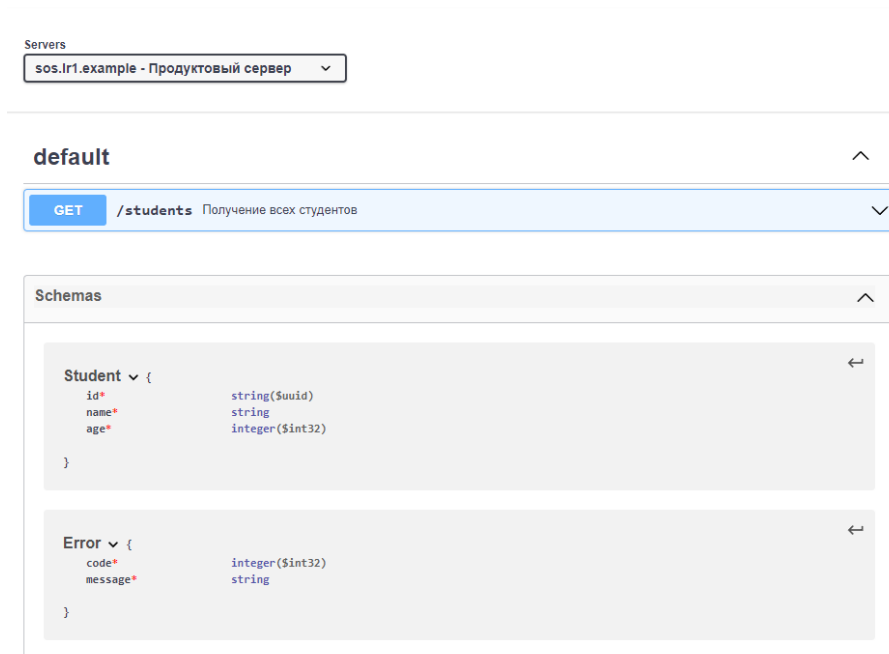 Servers
sos.lr1.example - Продуктовый сервер
default
GET /students Получение всех студентов
Schemas
Student {
id* string($uuid)
name* string
age* integer($int32)
}
Error {
code* integer($int32)
message* string
}